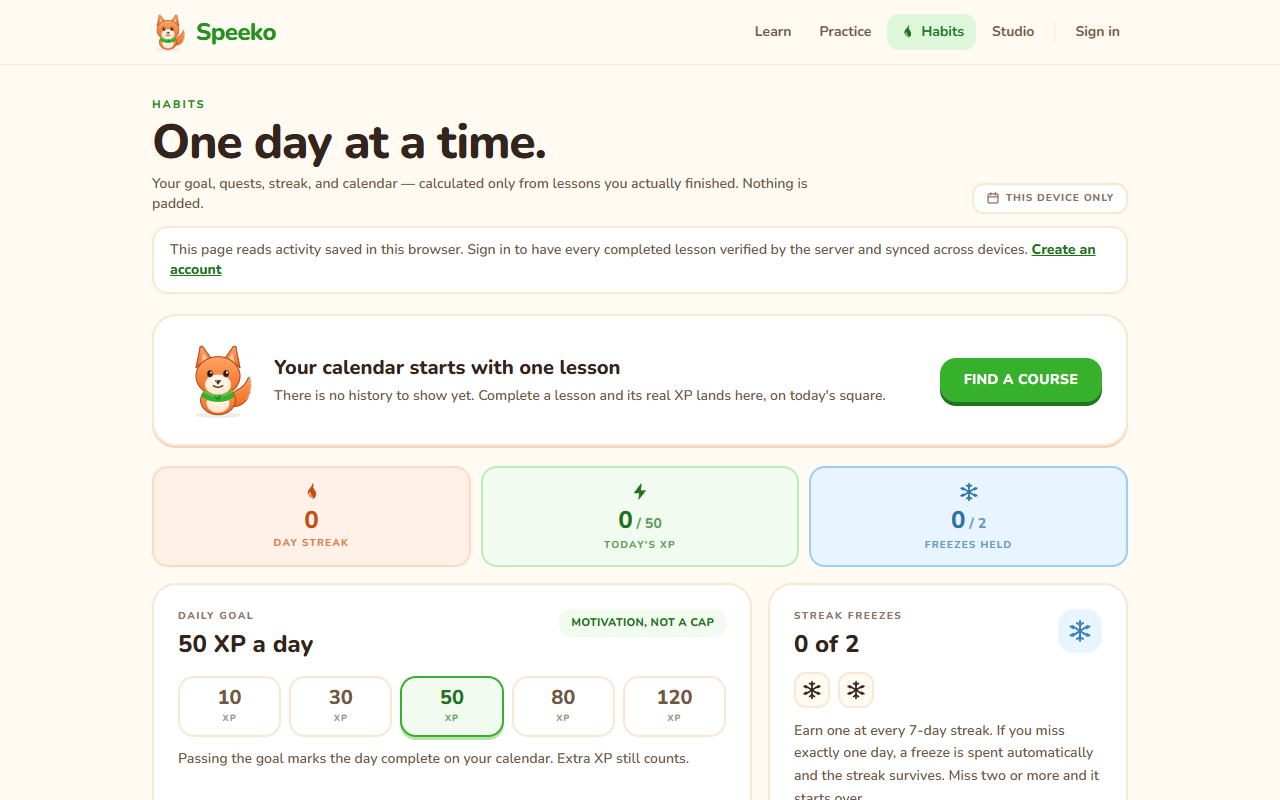 Speeko
Learn
Practice
Habits
Studio
Sign in
HABITS
One day at a time.
Your goal, quests, streak, and calendar — calculated only from lessons you actually finished. Nothing is
padded.
THIS DEVICE ONLY
This page reads activity saved in this browser. Sign in to have every completed lesson verified by the server and synced across devices. Create an
account
Your calendar starts with one lesson
There is no history to show yet. Complete a lesson and its real XP lands here, on today's square.
FIND A COURSE
0
DAY STREAK
0 / 50
TODAY'S XP
0 / 2
FREEZES HELD
DAILY GOAL
50 XP a day
MOTIVATION, NOT A CAP
10
XP
30
XP
50
XP
80
XP
120
XP
Passing the goal marks the day complete on your calendar. Extra XP still counts.
STREAK FREEZES
0 of 2
Earn one at every 7-day streak. If you miss
exactly one day, a freeze is spent automatically
and the streak survives. Miss two or more and it
starts over.